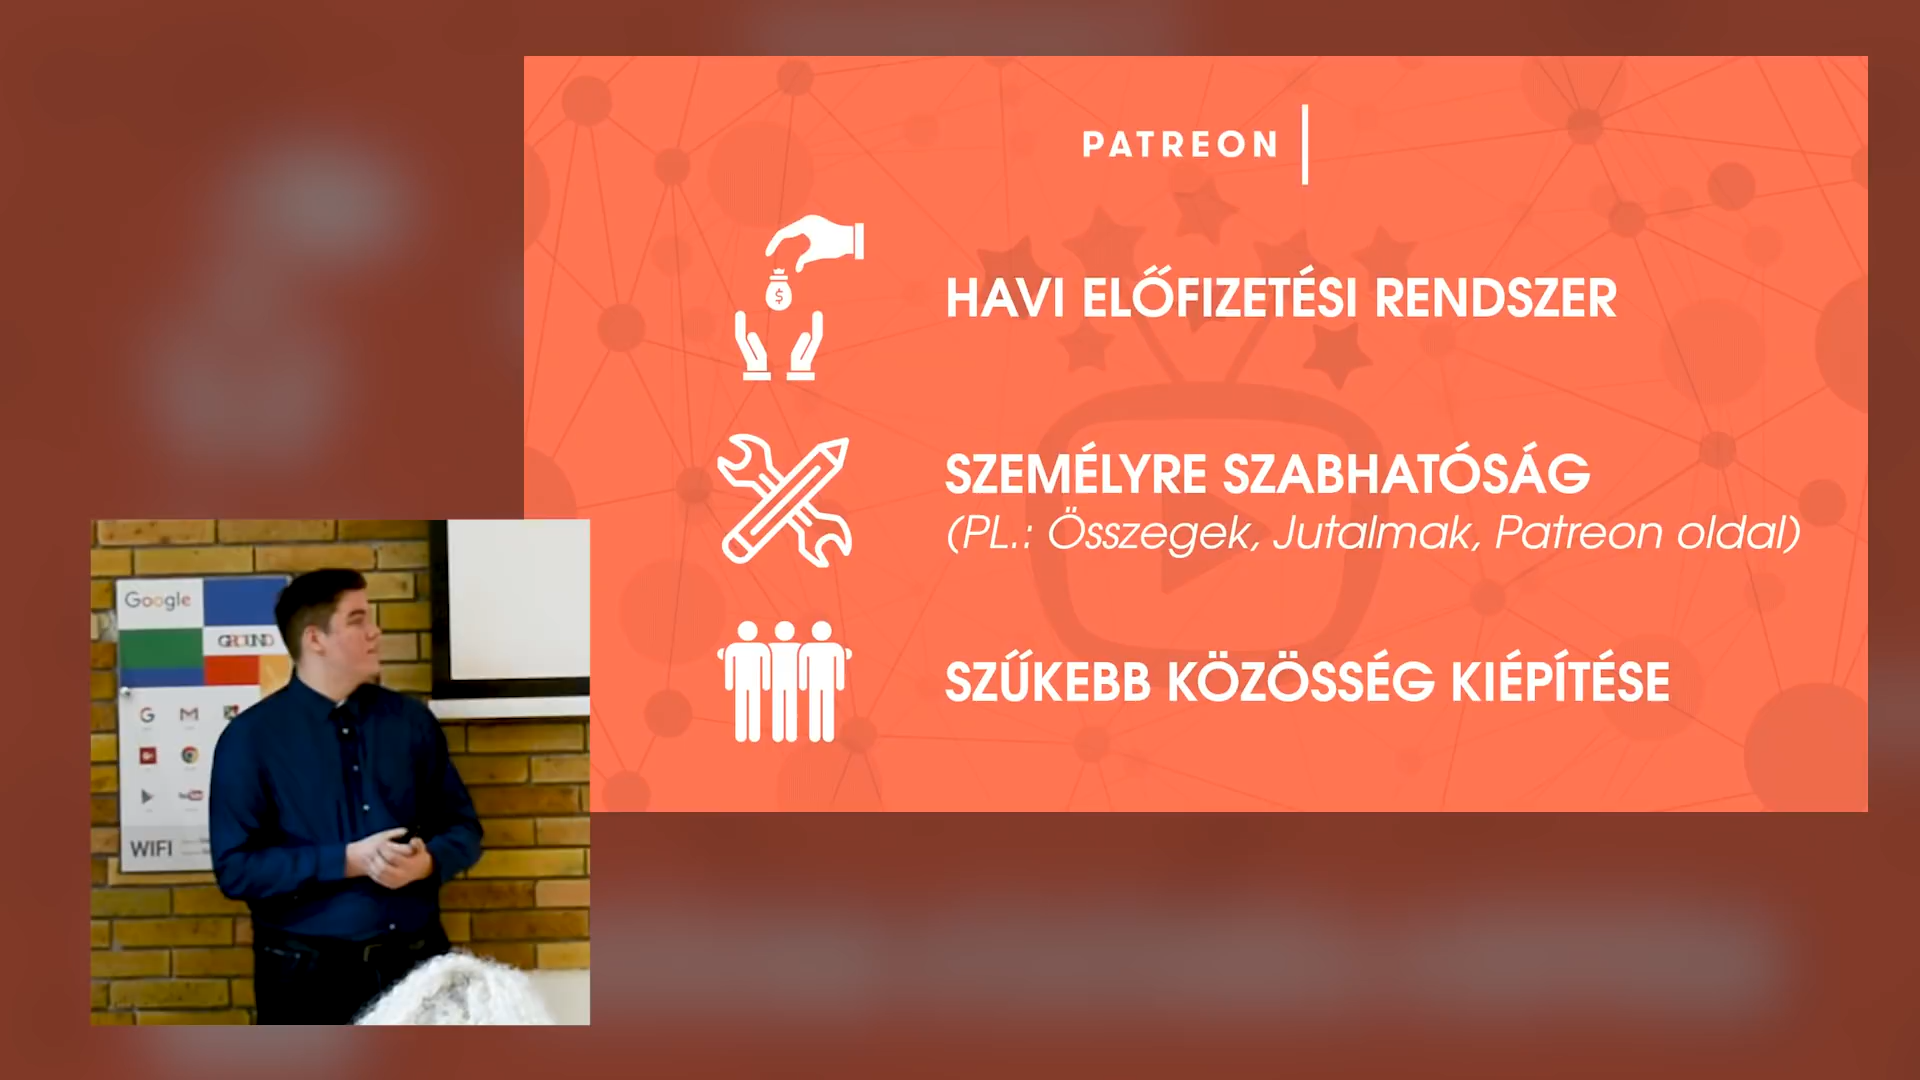 PATREON
HAVI ELŐFIZETÉSI RENDSZER
SZEMÉLYRE SZABHATÓSÁG
(PL.: Összegek, Jutalmak, Patreon oldal)
SZŰKEBB KÖZÖSSÉG KIÉPÍTÉSE
Google
GROUND
WIFI